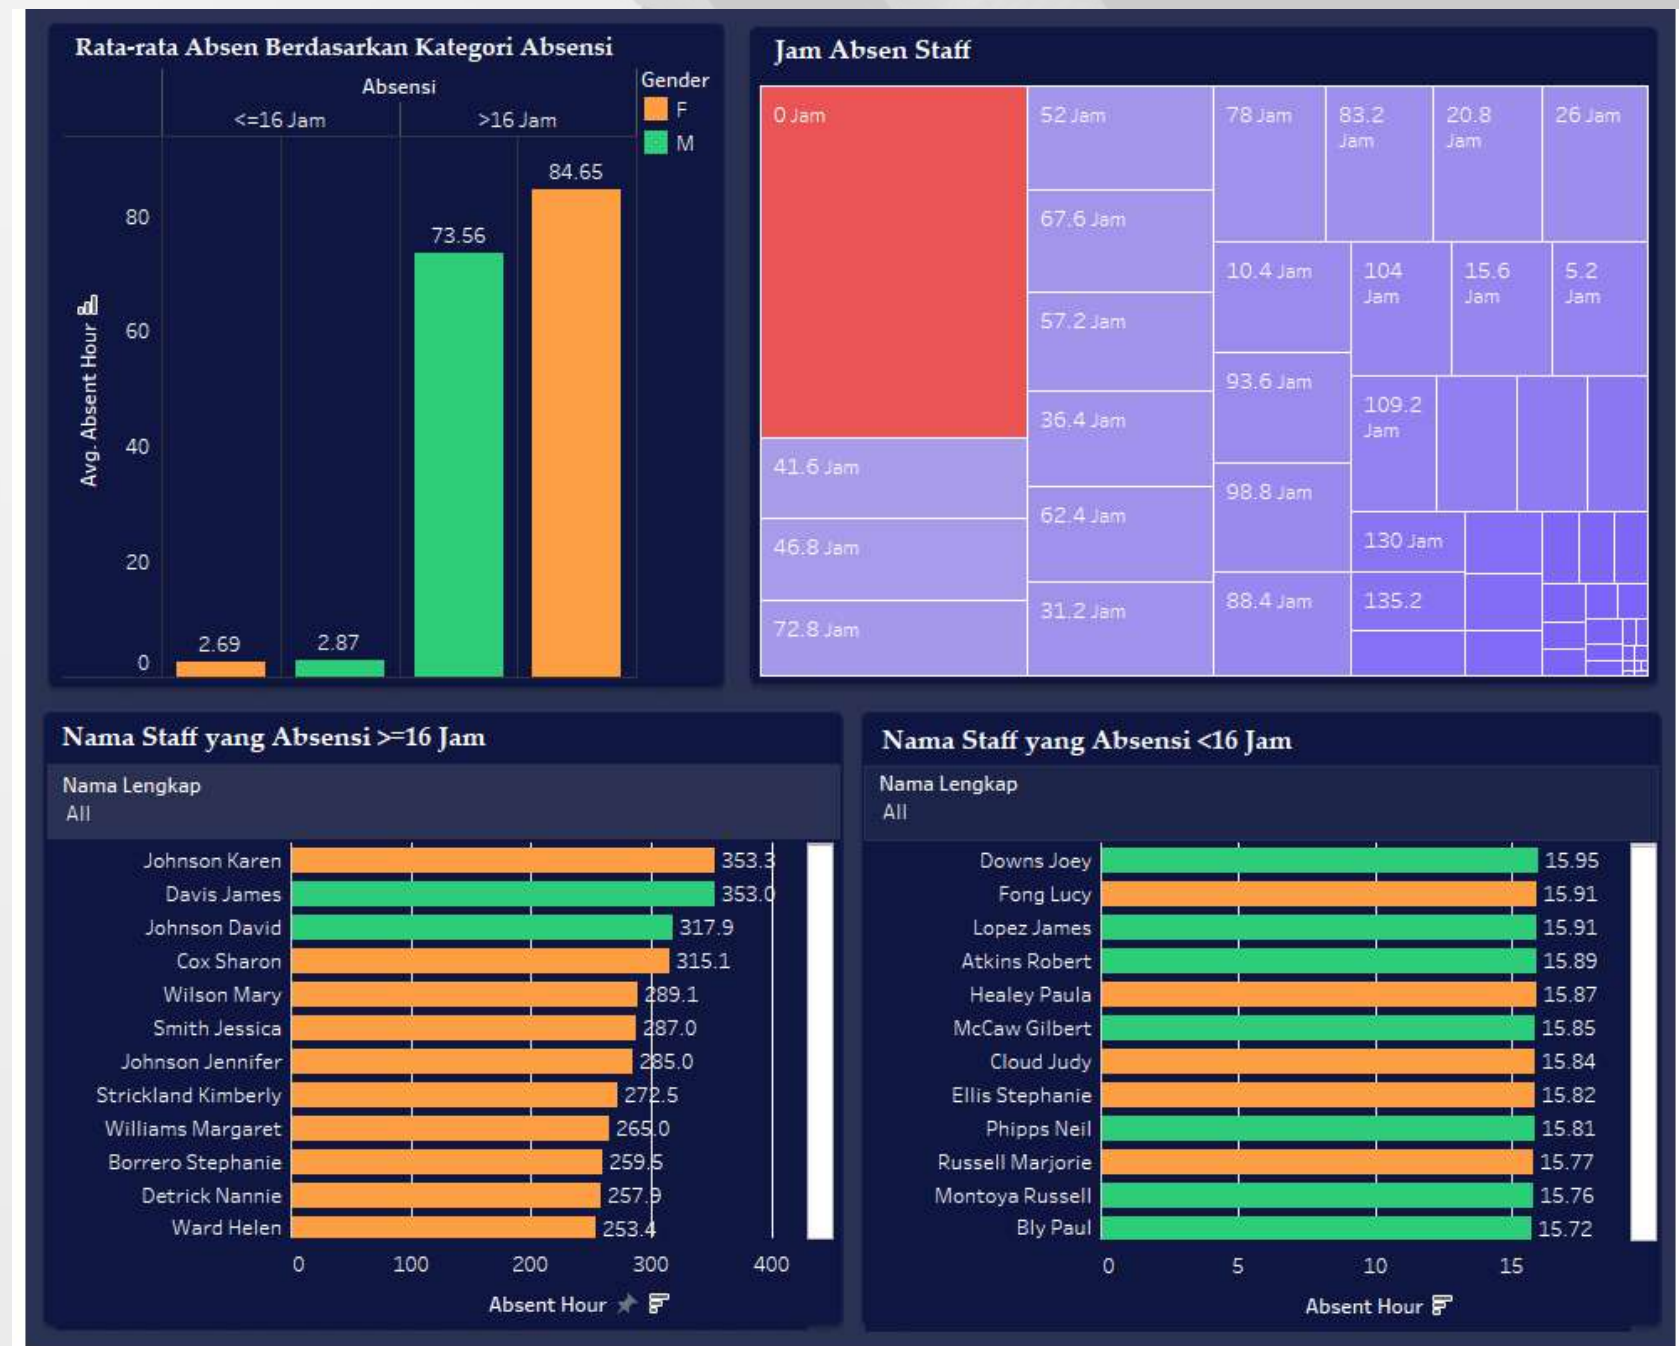 Rata-rata Absen Berdasarkan Kategori Absensi
Absensi
<=16 Jam
>16 Jam
Gender
F
M
84.65
73.56
2.69
2.87
80
60
40
20
0
Avg. Absent Hour
Jam Absen Staff
0 Jam
41.6 Jam
46.8 Jam
72.8 Jam
52 Jam
67.6 Jam
57.2 Jam
36.4 Jam
62.4 Jam
31.2 Jam
78 Jam
83.2
Jam
20.8
Jam
26 Jam
10.4 Jam
93.6 Jam
98.8 Jam
88.4 Jam
104
Jam
15.6
Jam
5.2
Jam
109.2
Jam
130 Jam
135.2
Nama Staff yang Absensi >=16 Jam
Nama Lengkap
All
Johnson Karen 353.3
Davis James 353.0
Johnson David 317.9
Cox Sharon 315.1
Wilson Mary 289.1
Smith Jessica 287.0
Johnson Jennifer 285.0
Strickland Kimberly 272.5
Williams Margaret 265.0
Borrero Stephanie 259.5
Detrick Nannie 257.9
Ward Helen 253.4
0 100 200 300 400
Absent Hour
Nama Staff yang Absensi <16 Jam
Nama Lengkap
All
Downs Joey 15.95
Fong Lucy 15.91
Lopez James 15.91
Atkins Robert 15.89
Healey Paula 15.87
McCaw Gilbert 15.85
Cloud Judy 15.84
Ellis Stephanie 15.82
Phipps Neil 15.81
Russell Marjorie 15.77
Montoya Russell 15.76
Bly Paul 15.72
0 5 10 15
Absent Hour